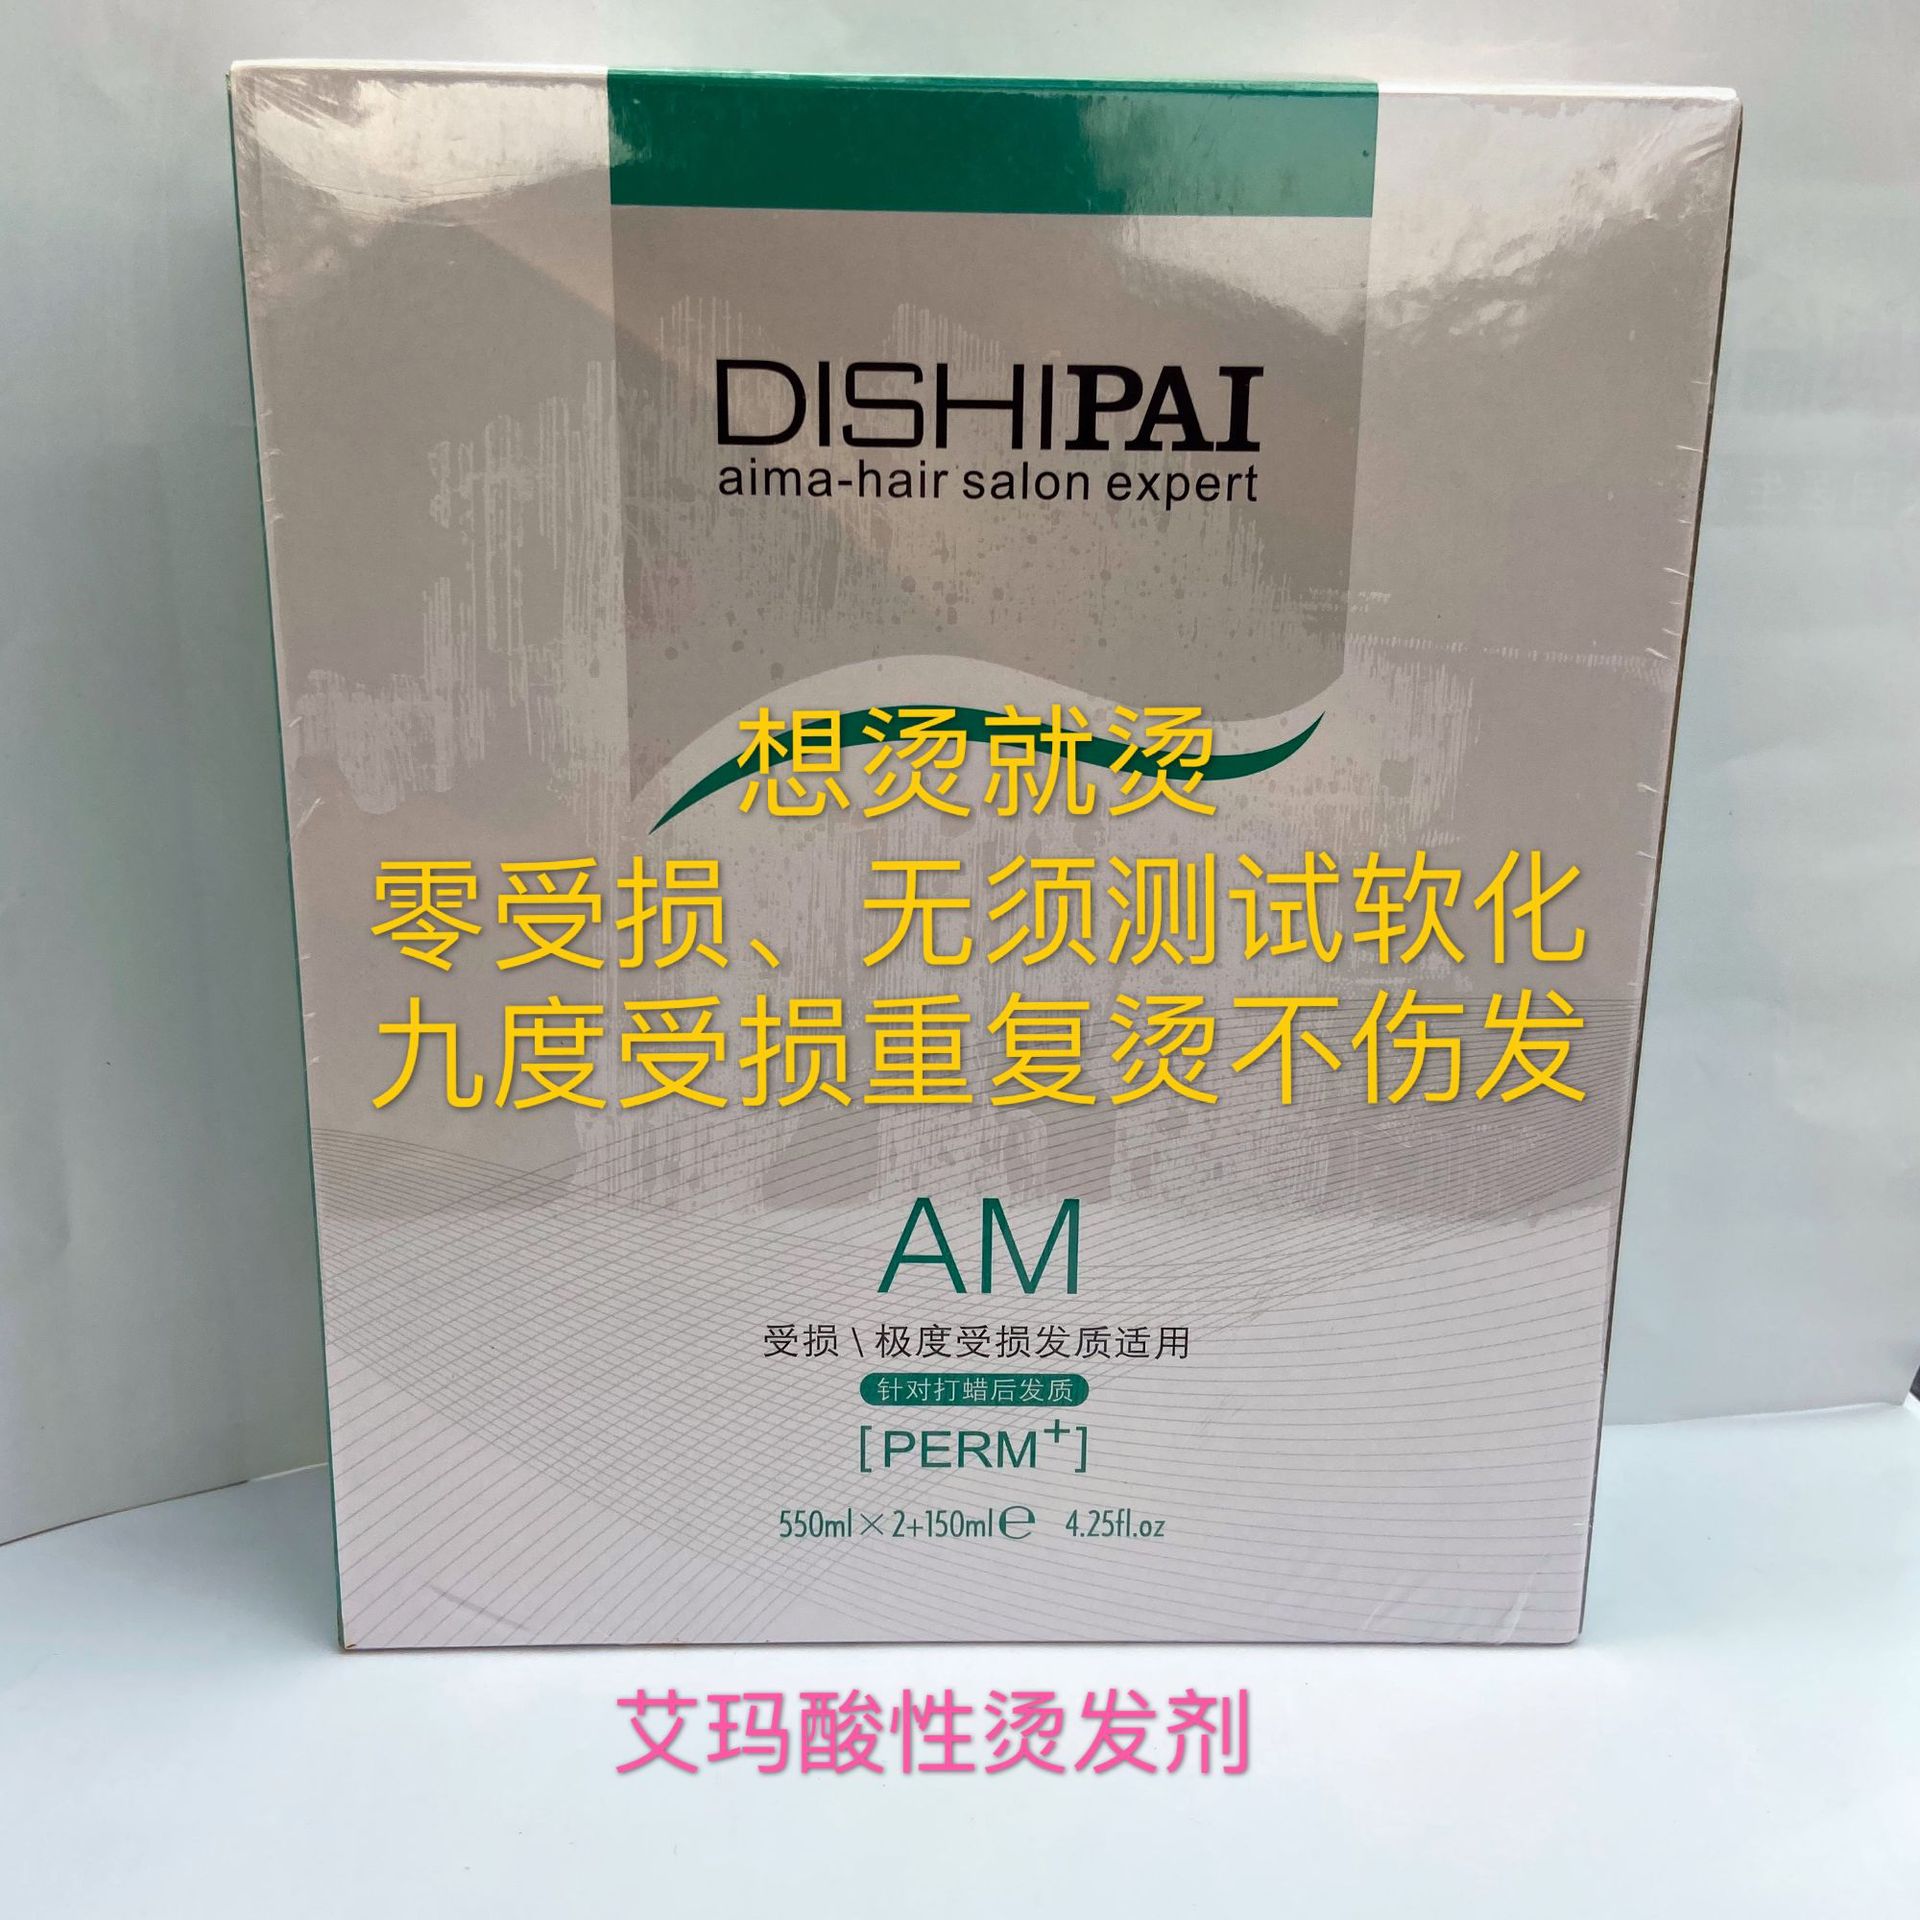 DISHIPAI
aima-hair salon expert
想烫就烫
零受损、无须测试软化
九度受损重复烫不伤发
AM
受损\极度受损发质适用
针对打蜡后发质
[PERM+]
550ml×2+150ml℮ 4.25fl.oz
艾玛酸性烫发剂